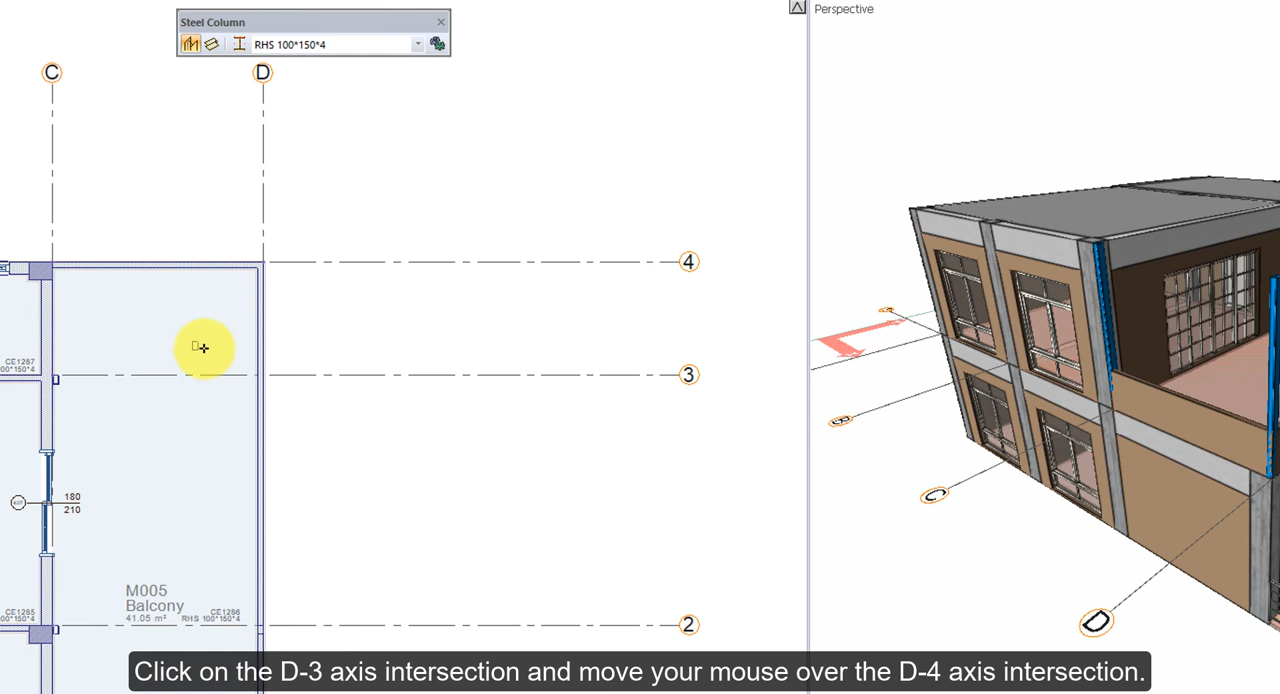 Steel Column
RHS 100*150*4
Perspective
C
D
4
CE1287
00*150*4
3
180
210
M005
Balcony
41.05 m²
RHS 100*150*4
CE1286
CE1285
00*150*4
2
C
D
Click on the D-3 axis intersection and move your mouse over the D-4 axis intersection.